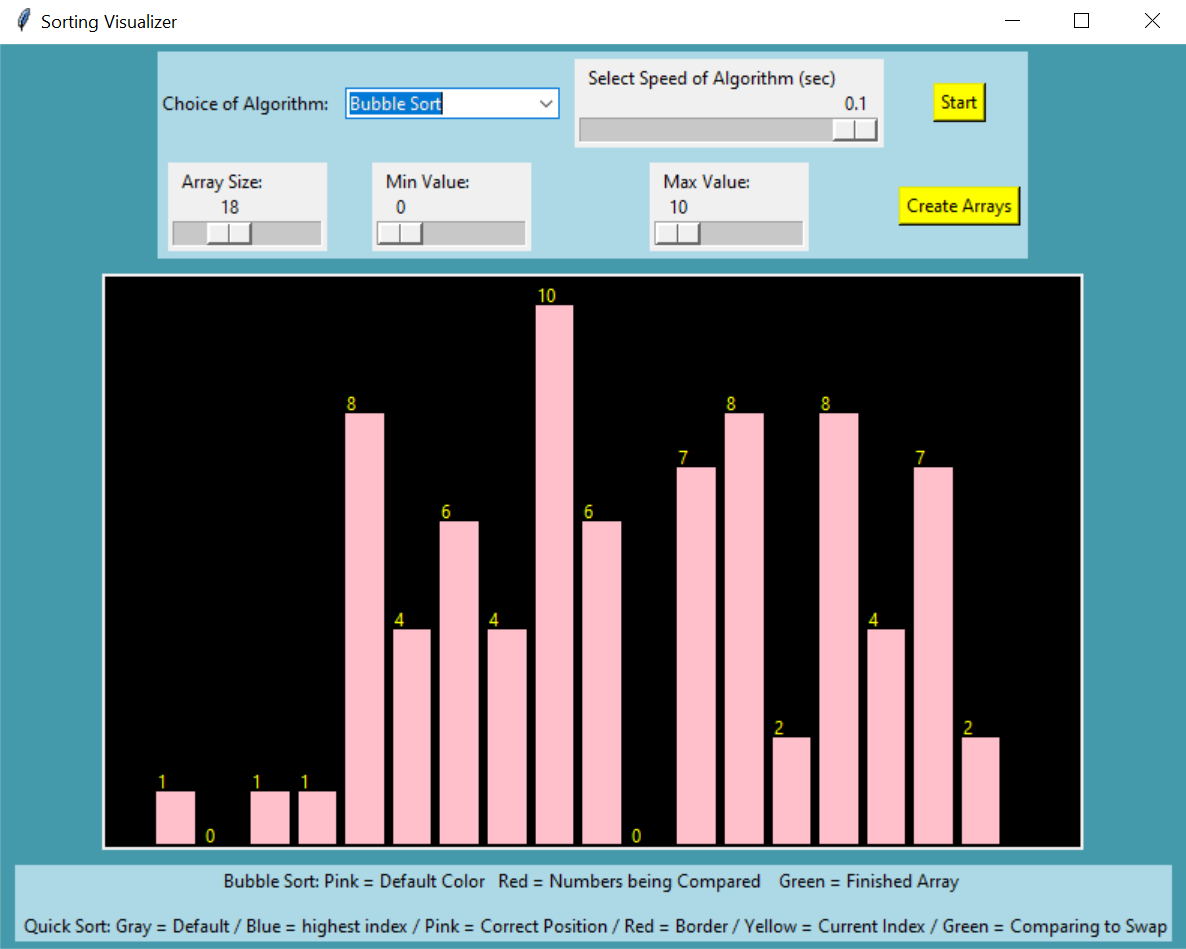 Sorting Visualizer
Select Speed of Algorithm (sec)
Choice of Algorithm: Bubble Sort 0.1 Start
Array Size: Min Value: Max Value:
18 0 10 Create Arrays
10
8 8 8
7 7
6 6
4 4 4
2 2
1 1 1
0 0
Bubble Sort: Pink = Default Color Red = Numbers being Compared Green = Finished Array
Quick Sort: Gray = Default / Blue = highest index / Pink = Correct Position / Red = Border / Yellow = Current Index / Green = Comparing to Swap